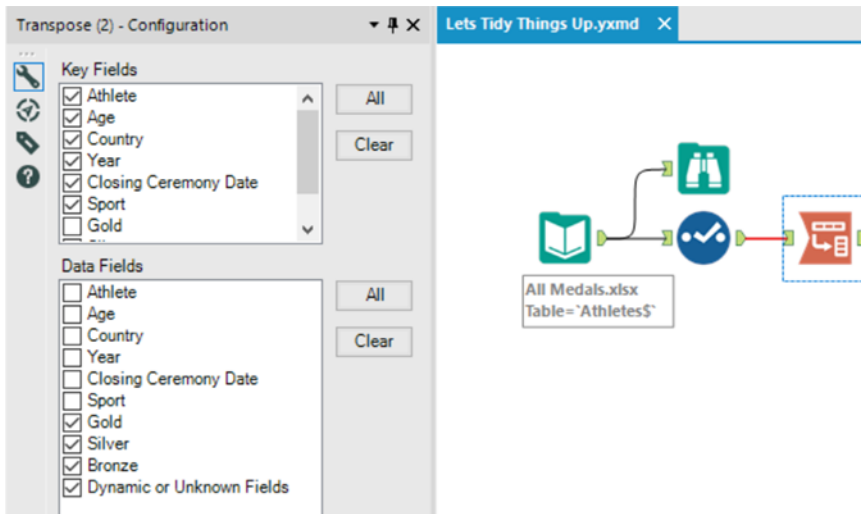 Transpose (2) - Configuration
Key Fields
Athlete
Age
Country
Year
Closing Ceremony Date
Sport
Gold
All
Clear
Data Fields
Athlete
Age
Country
Year
Closing Ceremony Date
Sport
Gold
Silver
Bronze
Dynamic or Unknown Fields
All
Clear
Lets Tidy Things Up.yxmd
All Medals.xlsx
Table=`Athletes$`